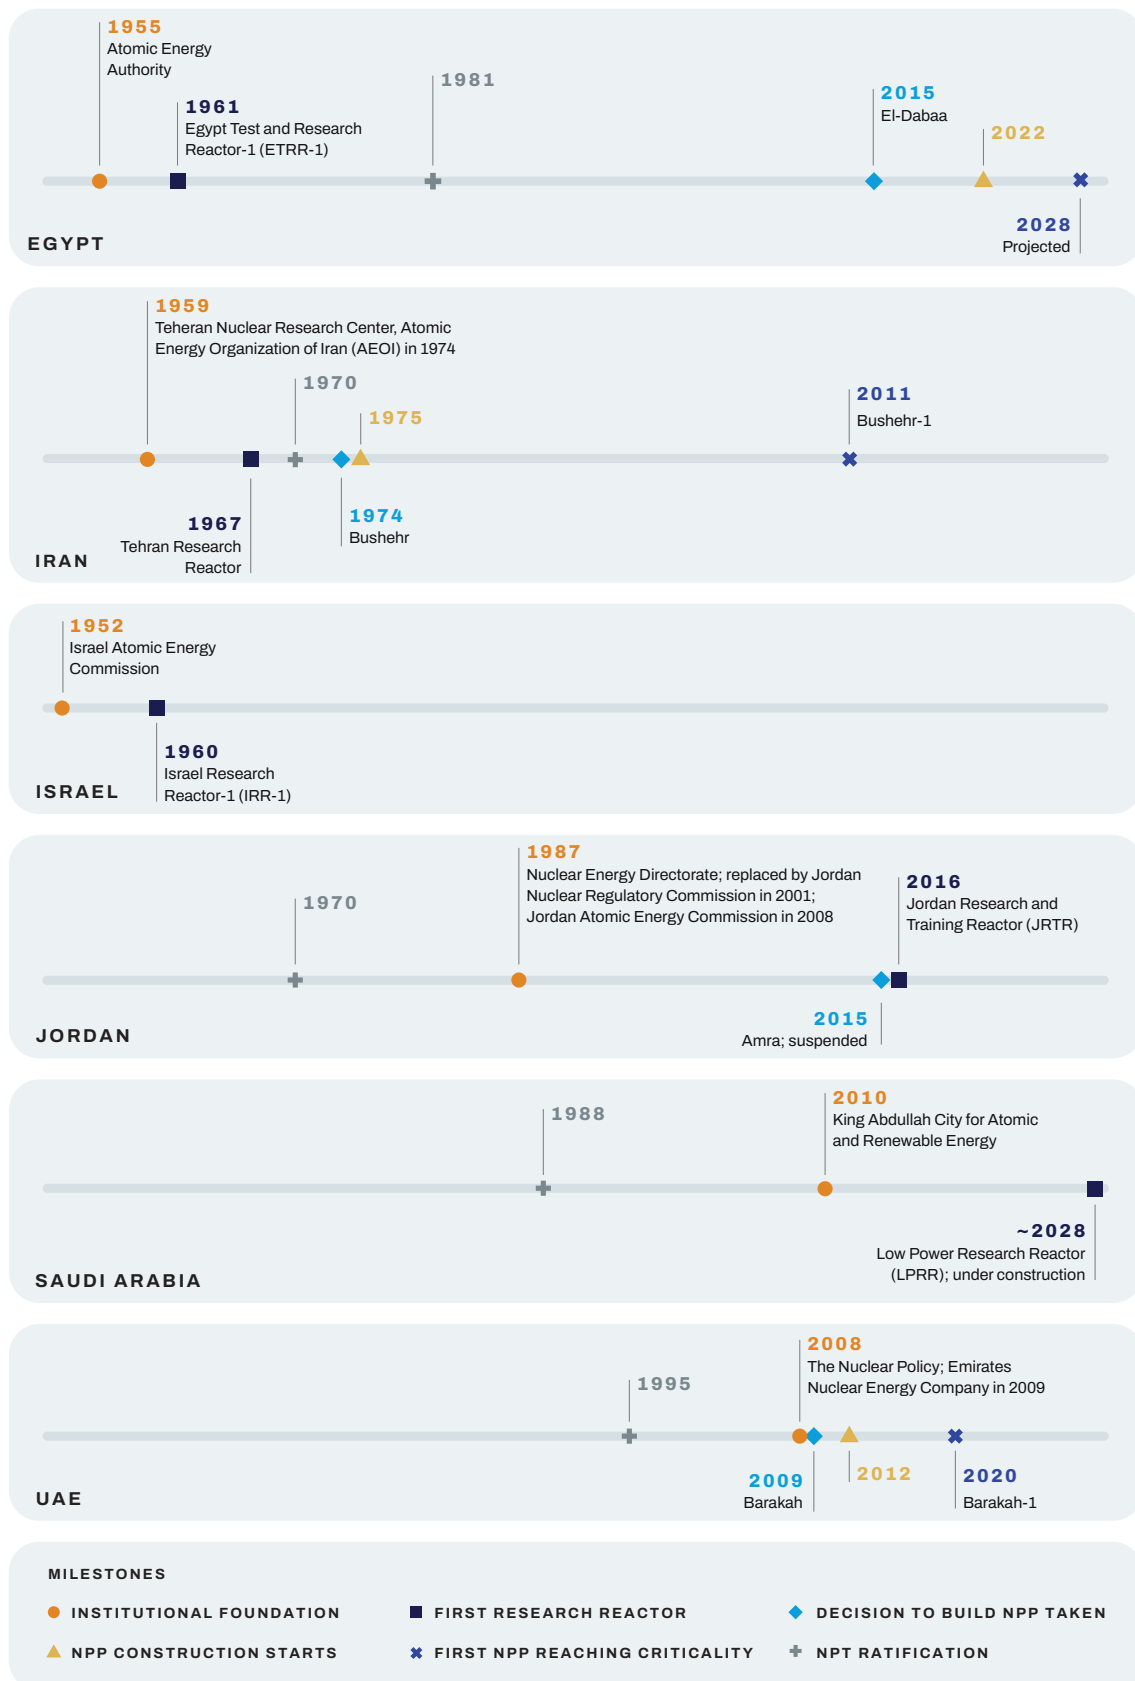 1955
Atomic Energy
Authority
1961
Egypt Test and Research
Reactor-1 (ETRR-1)
1981
2015
El-Dabaa
2022
2028
Projected
EGYPT
1959
Teheran Nuclear Research Center, Atomic
Energy Organization of Iran (AEOI) in 1974
1970
1975
2011
Bushehr-1
1967
Tehran Research
Reactor
1974
Bushehr
IRAN
1952
Israel Atomic Energy
Commission
1960
Israel Research
Reactor-1 (IRR-1)
ISRAEL
1970
1987
Nuclear Energy Directorate; replaced by Jordan
Nuclear Regulatory Commission in 2001;
Jordan Atomic Energy Commission in 2008
2016
Jordan Research and
Training Reactor (JRTR)
2015
Amra; suspended
JORDAN
1988
2010
King Abdullah City for Atomic
and Renewable Energy
~2028
Low Power Research Reactor
(LPRR); under construction
SAUDI ARABIA
1995
2008
The Nuclear Policy; Emirates
Nuclear Energy Company in 2009
2009
Barakah
2012
2020
Barakah-1
UAE
MILESTONES
INSTITUTIONAL FOUNDATION
FIRST RESEARCH REACTOR
DECISION TO BUILD NPP TAKEN
NPP CONSTRUCTION STARTS
FIRST NPP REACHING CRITICALITY
NPT RATIFICATION